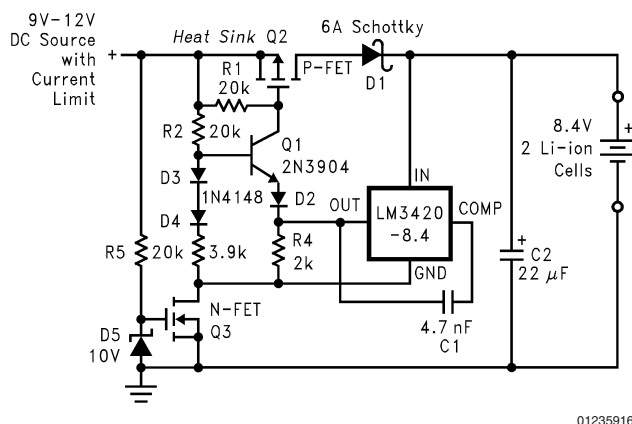 9V-12V
DC Source
with
Current
Limit
+
Heat Sink Q2
6A Schottky
P-FET
D1
R1
20k
R2
20k
Q1
2N3904
D3
1N4148
D2
OUT
IN
LM3420
-8.4
COMP
GND
D4
R5
20k
3.9k
R4
2k
N-FET
Q3
4.7 nF
C1
D5
10V
+
C2
22 μF
8.4V
2 Li-ion
Cells
+
01235916